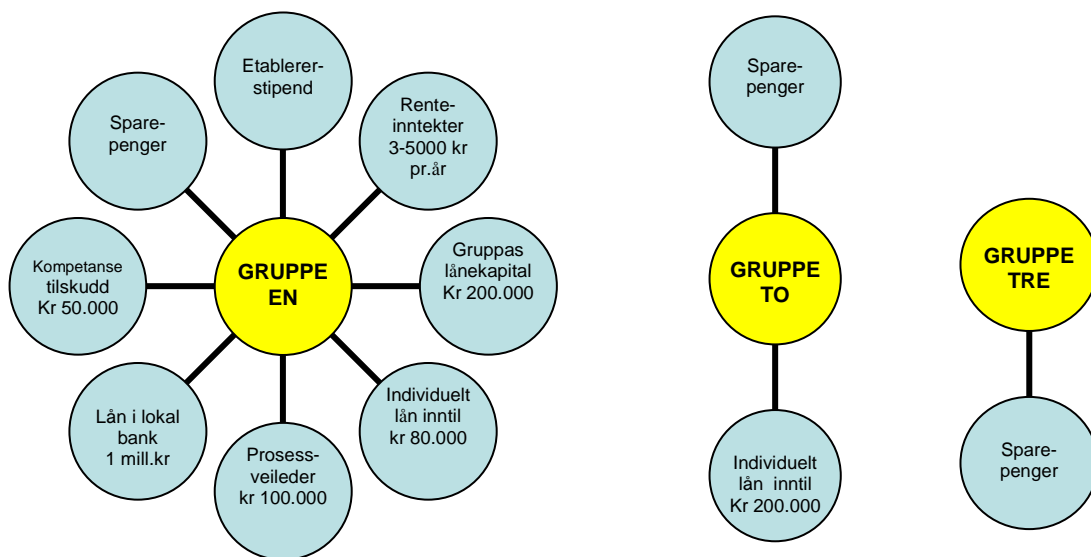 Etablerer-
stipend
Rente-
inntekter
3-5000 kr
pr.år
Spare-
penger
Kompetanse
tilskudd
Kr 50.000
GRUPPE
EN
Gruppas
lånekapital
Kr 200.000
Lån i lokal
bank
1 mill.kr
Prosess-
veileder
kr 100.000
Individuelt
lån inntil
kr 80.000
Spare-
penger
GRUPPE
TO
Individuelt
lån inntil
Kr 200.000
GRUPPE
TRE
Spare-
penger